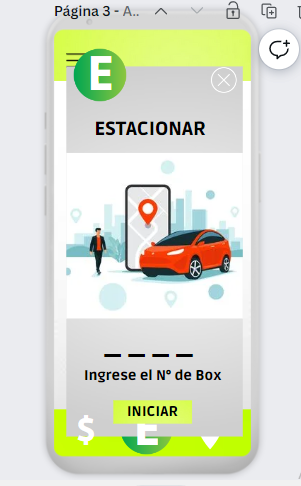 Página 3 - A..
E
ESTACIONAR
_ _ _ _
Ingrese el N° de Box
INICIAR
$
E